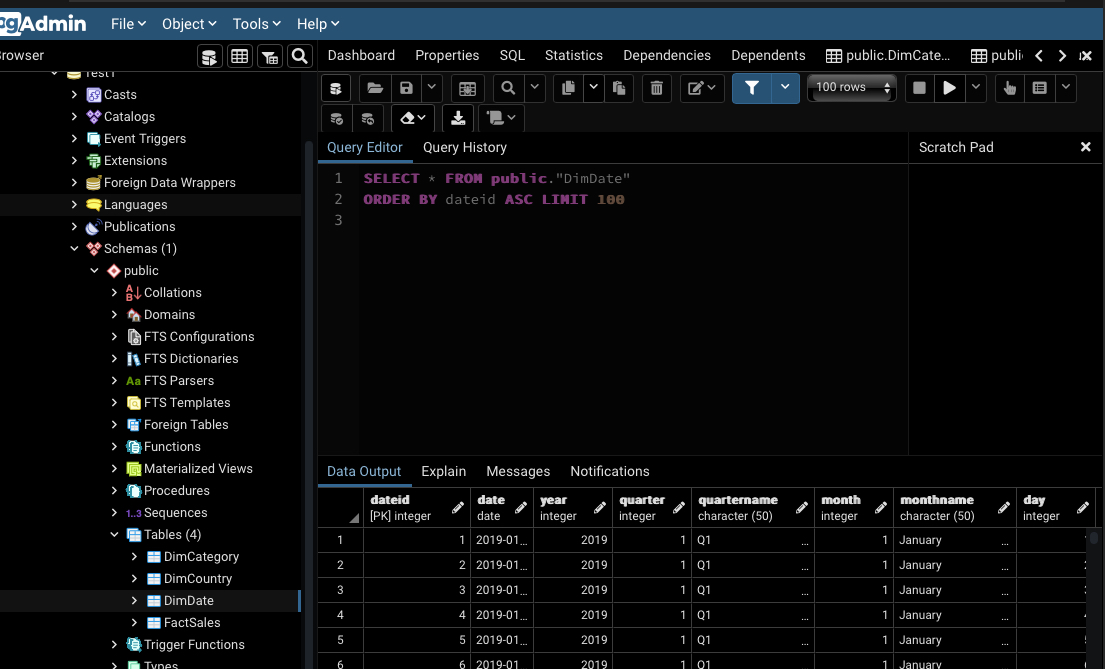 pgAdmin File Object Tools Help
rowser Dashboard Properties SQL Statistics Dependencies Dependents public.DimCate... publi
Test1
Casts
Catalogs
Event Triggers
Extensions
Foreign Data Wrappers
Languages
Publications
Schemas (1)
public
Collations
Domains
FTS Configurations
FTS Dictionaries
Aa FTS Parsers
FTS Templates
Foreign Tables
Functions
Materialized Views
Procedures
1..3 Sequences
Tables (4)
DimCategory
DimCountry
DimDate
FactSales
Trigger Functions
Types
100 rows
Query Editor Query History Scratch Pad
1 SELECT * FROM public."DimDate"
2 ORDER BY dateid ASC LIMIT 100
3
Data Output Explain Messages Notifications
dateid date year quarter quartername month monthname day
[PK] integer date integer integer character (50) integer character (50) integer
1 1 2019-01... 2019 1 Q1 ... 1 January ...
2 2 2019-01... 2019 1 Q1 ... 1 January ...
3 3 2019-01... 2019 1 Q1 ... 1 January ...
4 4 2019-01... 2019 1 Q1 ... 1 January ...
5 5 2019-01... 2019 1 Q1 ... 1 January ...
6 6 2019-01... 2019 1 Q1 ... 1 January ...